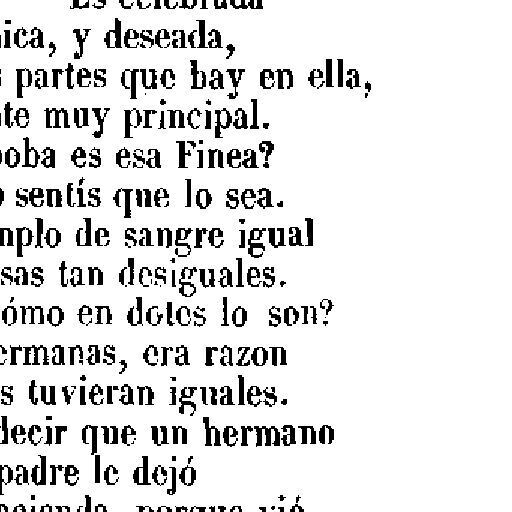 Es celebrada
ica, y deseada,
partes que hay en ella,
te muy principal.
oba es esa Finea?
sentís que lo sea.
nplo de sangre igual
sas tan desiguales.
ómo en dotes lo son?
ermanas, era razon
s tuvieran iguales.
decir que un hermano
padre le dejó
porque vió